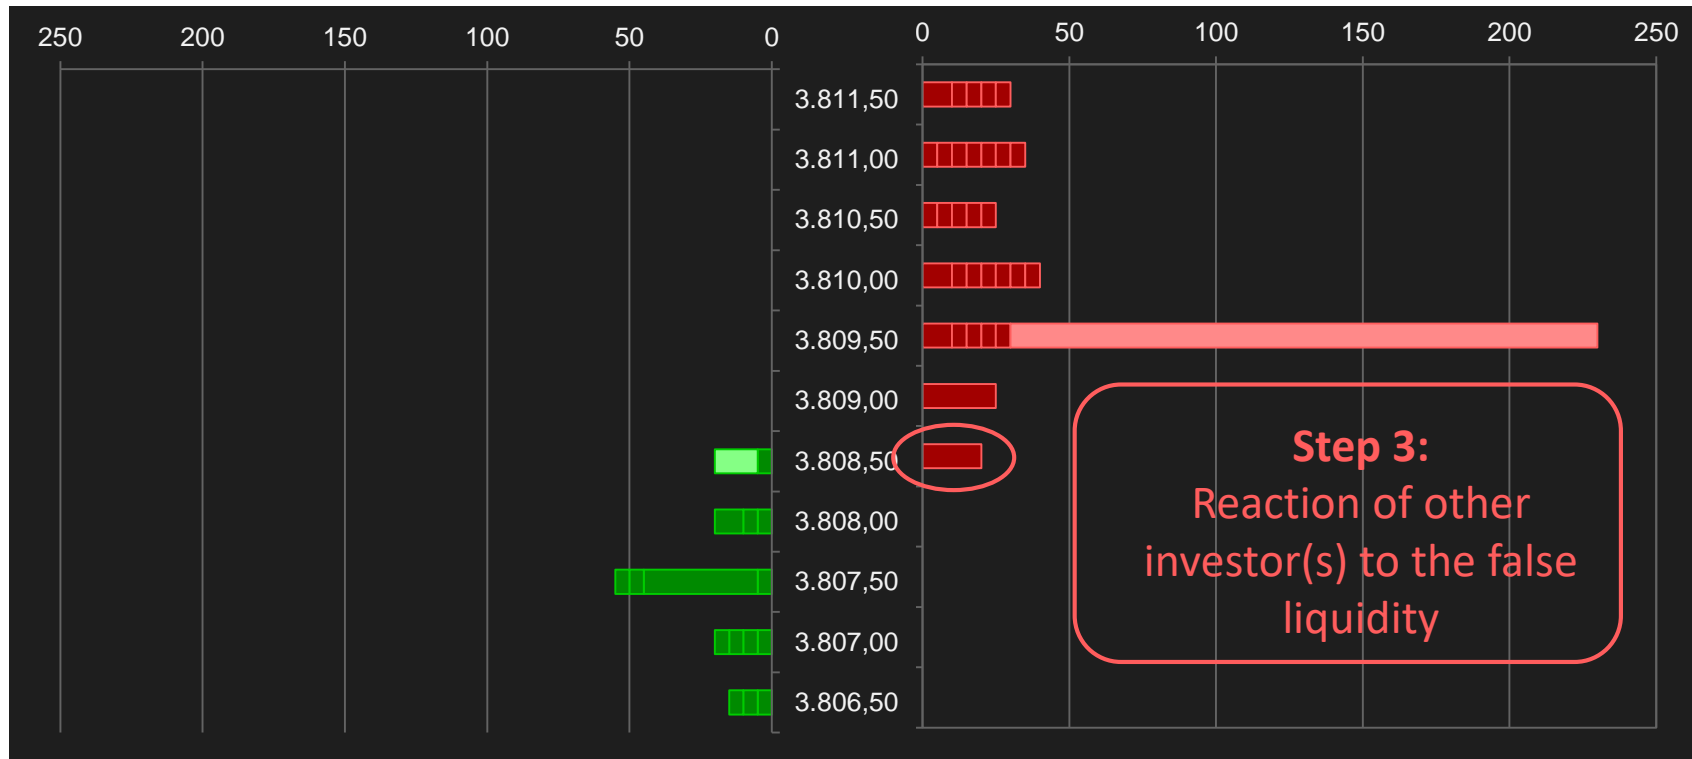 250 200 150 100 50 0
0 50 100 150 200 250
3.811,50
3.811,00
3.810,50
3.810,00
3.809,50
3.809,00
3.808,50
3.808,00
3.807,50
3.807,00
3.806,50
Step 3:
Reaction of other
investor(s) to the false
liquidity